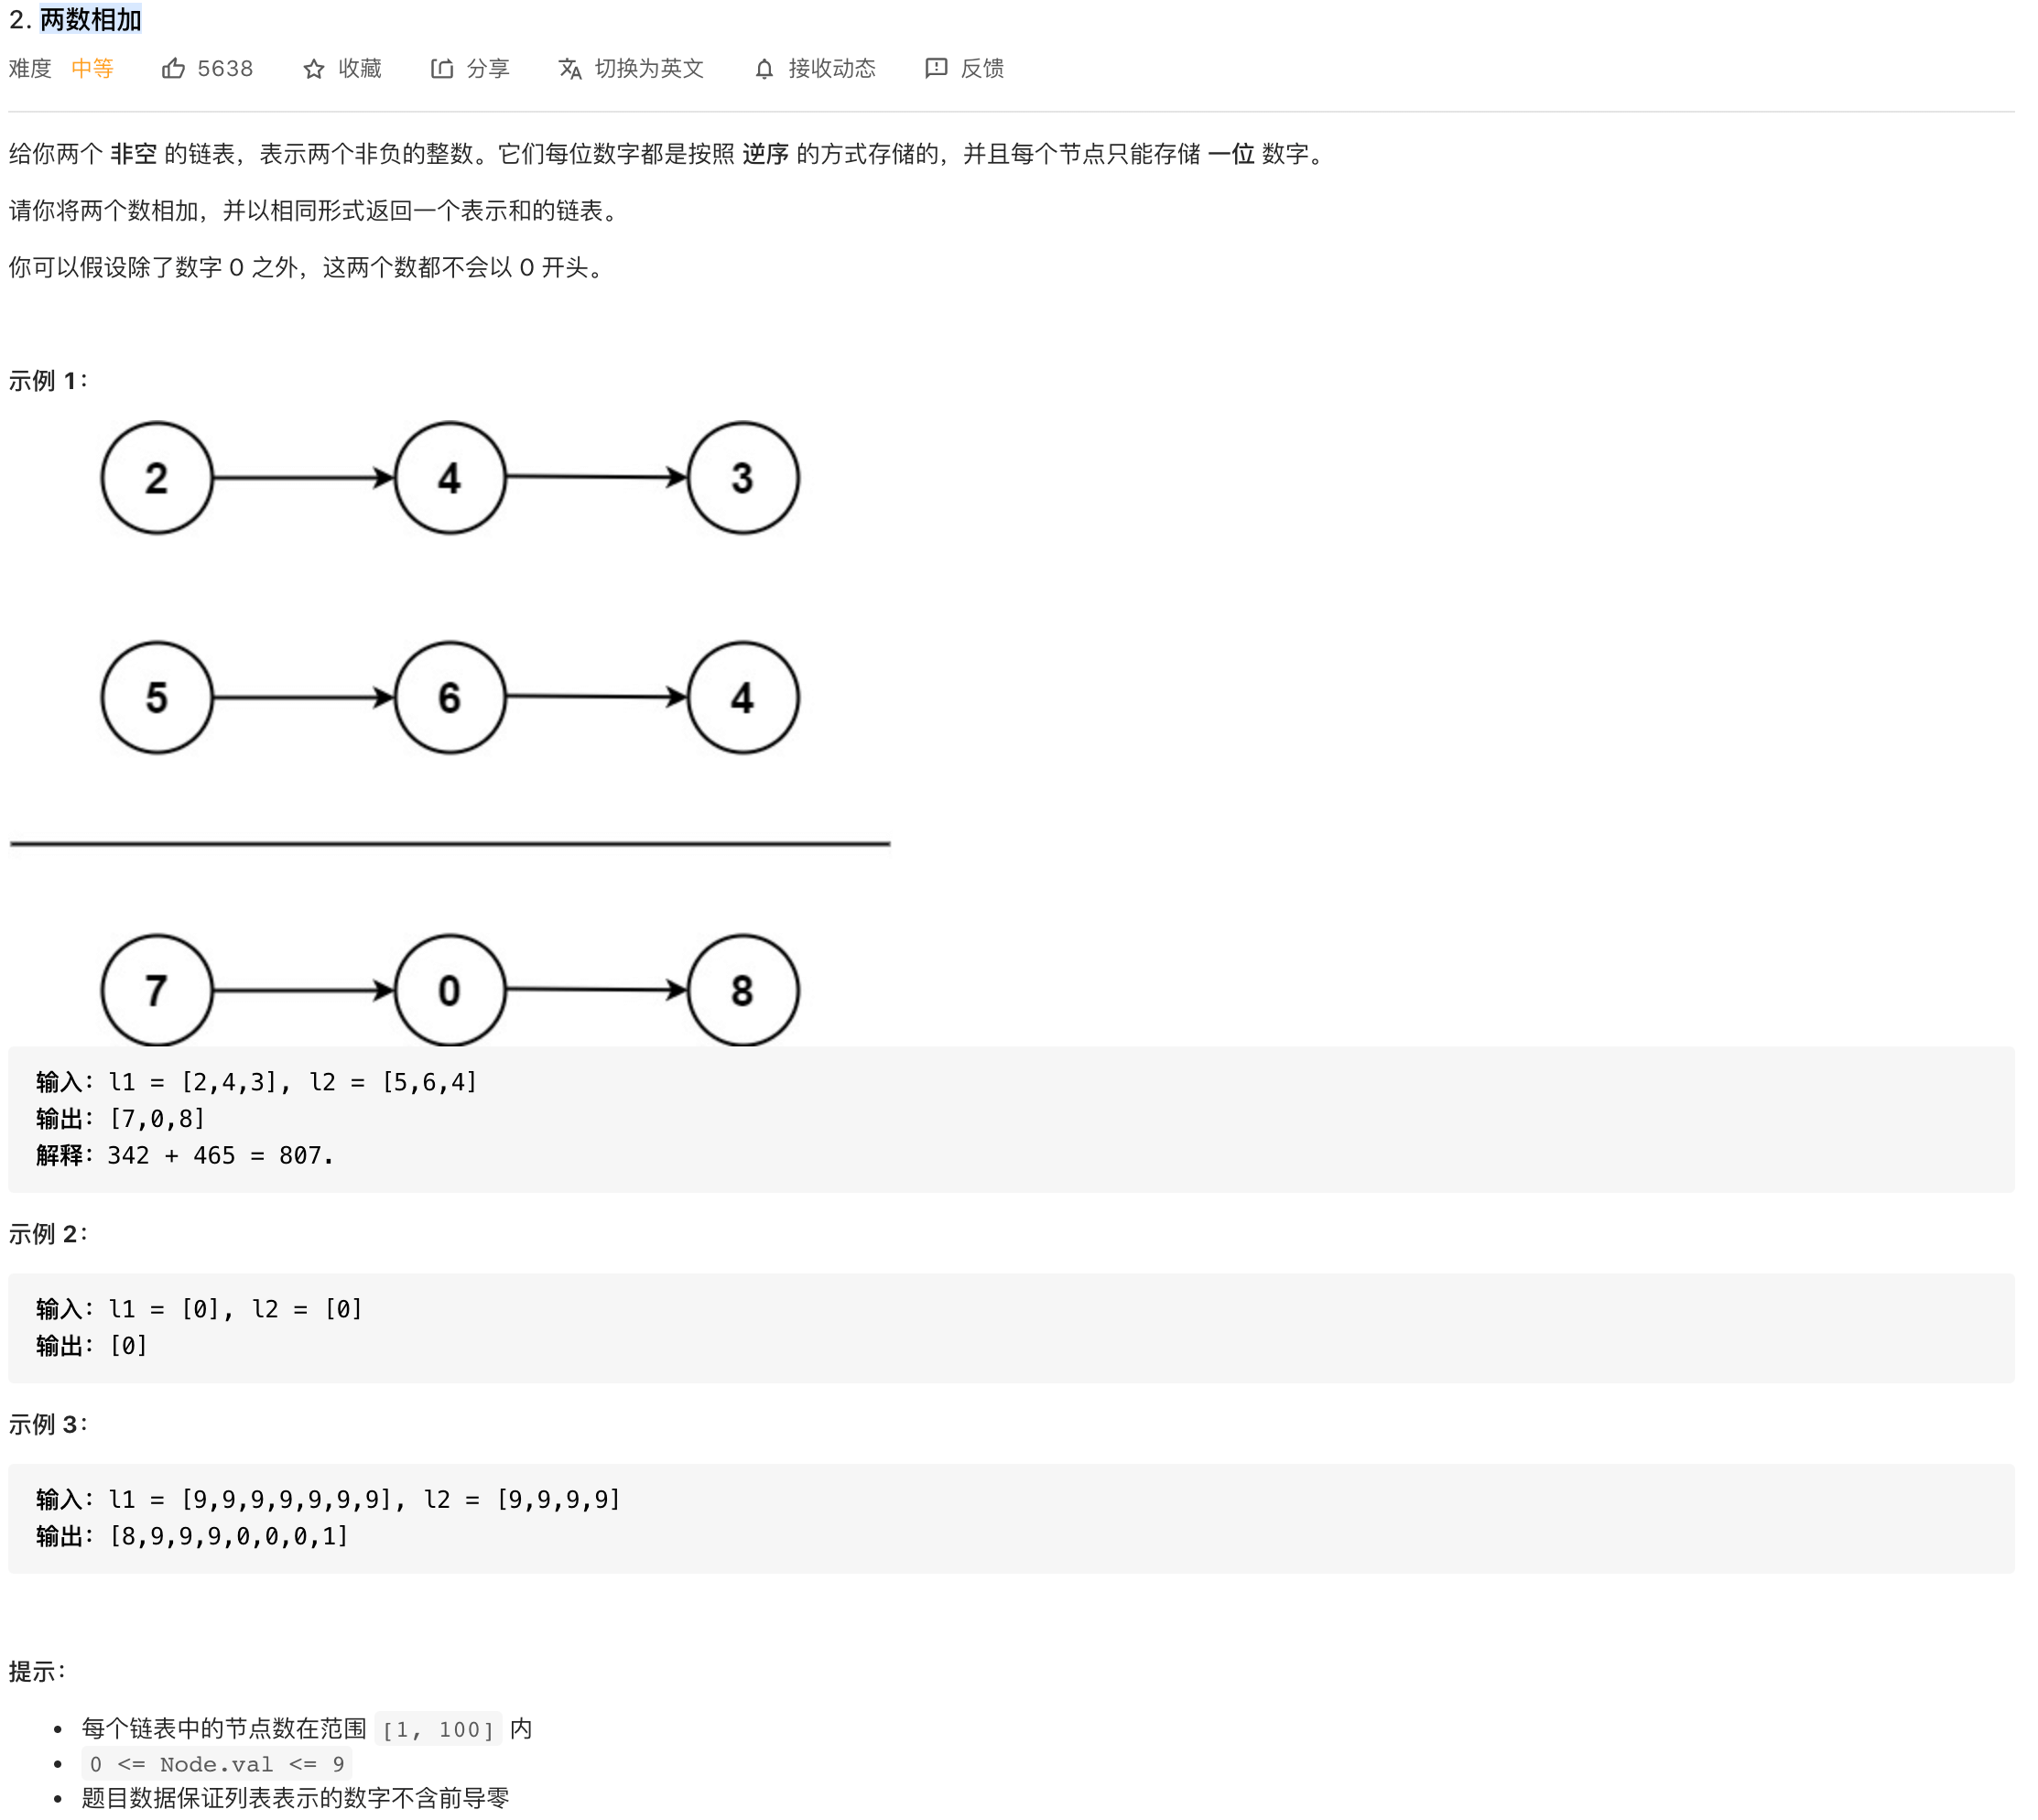 2. 两数相加
难度 中等 5638 收藏 分享 切换为英文 接收动态 反馈
给你两个 非空 的链表，表示两个非负的整数。它们每位数字都是按照 逆序 的方式存储的，并且每个节点只能存储 一位 数字。
请你将两个数相加，并以相同形式返回一个表示和的链表。
你可以假设除了数字 0 之外，这两个数都不会以 0 开头。
示例 1：
2 4 3
5 6 4
7 0 8
输入：l1 = [2,4,3], l2 = [5,6,4]
输出：[7,0,8]
解释：342 + 465 = 807.
示例 2：
输入：l1 = [0], l2 = [0]
输出：[0]
示例 3：
输入：l1 = [9,9,9,9,9,9,9], l2 = [9,9,9,9]
输出：[8,9,9,9,0,0,0,1]
提示：
• 每个链表中的节点数在范围 [1, 100] 内
• 0 <= Node.val <= 9
• 题目数据保证列表表示的数字不含前导零